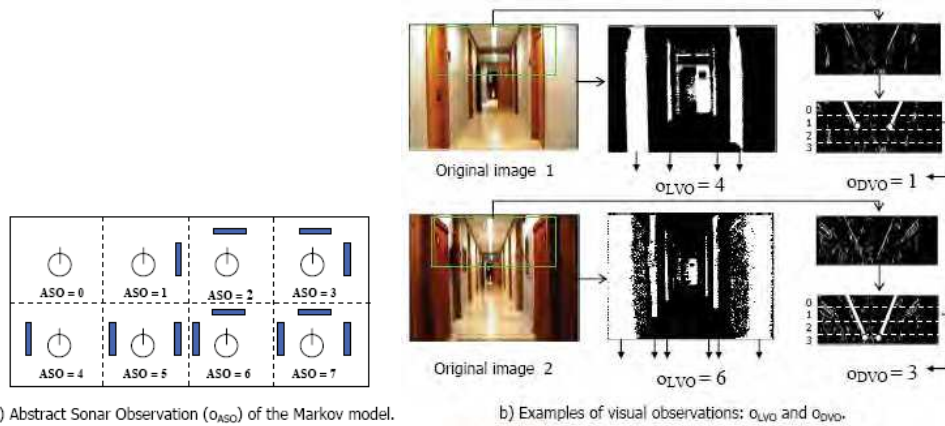 ASO = 0 ASO = 1 ASO = 2 ASO = 3
ASO = 4 ASO = 5 ASO = 6 ASO = 7
) Abstract Sonar Observation (oASO) of the Markov model.
Original image 1
oLVO = 4
0
1
2
3
oDVO = 1
Original image 2
oLVO = 6
0
1
2
3
oDVO = 3
b) Examples of visual observations: oLVO and oDVO.